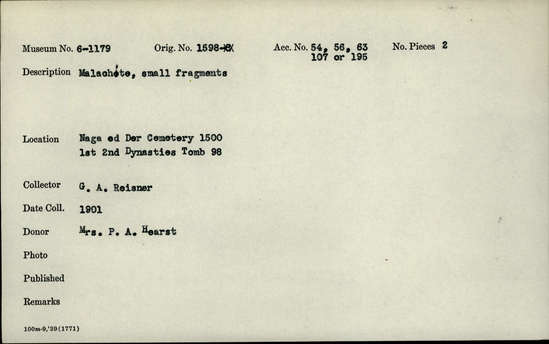 Museum No. 6-1179 Orig. No. 1598- Acc. No. 54, 56, 63 No. Pieces 2
107 or 195
Description Malachite, small fragments
Location Naga ed Der Cemetery 1500
1st 2nd Dynasties Tomb 98
Collector G. A. Reisner
Date Coll. 1901
Donor Mrs. P. A. Hearst
Photo
Published
Remarks
100m-9,'39(1771)